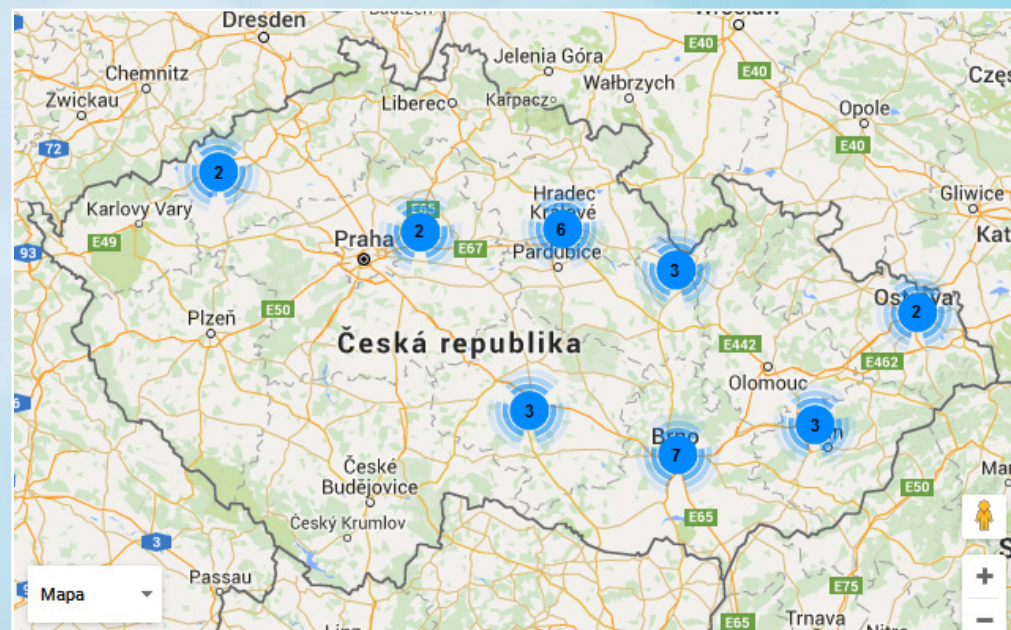 Dresden
E40
Jelenia Góra
E40
Chemnitz
Wałbrzych
Zwickau
Liberec
Karpacz
Opole
72
E40
2
Hradec
Králové
Gliwice
Karlovy Vary
E65
2
6
E49
Praha
E67
Pardubice
93
3
E50
Plzeň
Ostrava
2
Česká republika
E442
E462
Olomouc
3
3
Brno
7
České
Budějovice
E50
E65
Český Krumlov
3
Passau
Mapa
E75
+
−
Trnava
E65